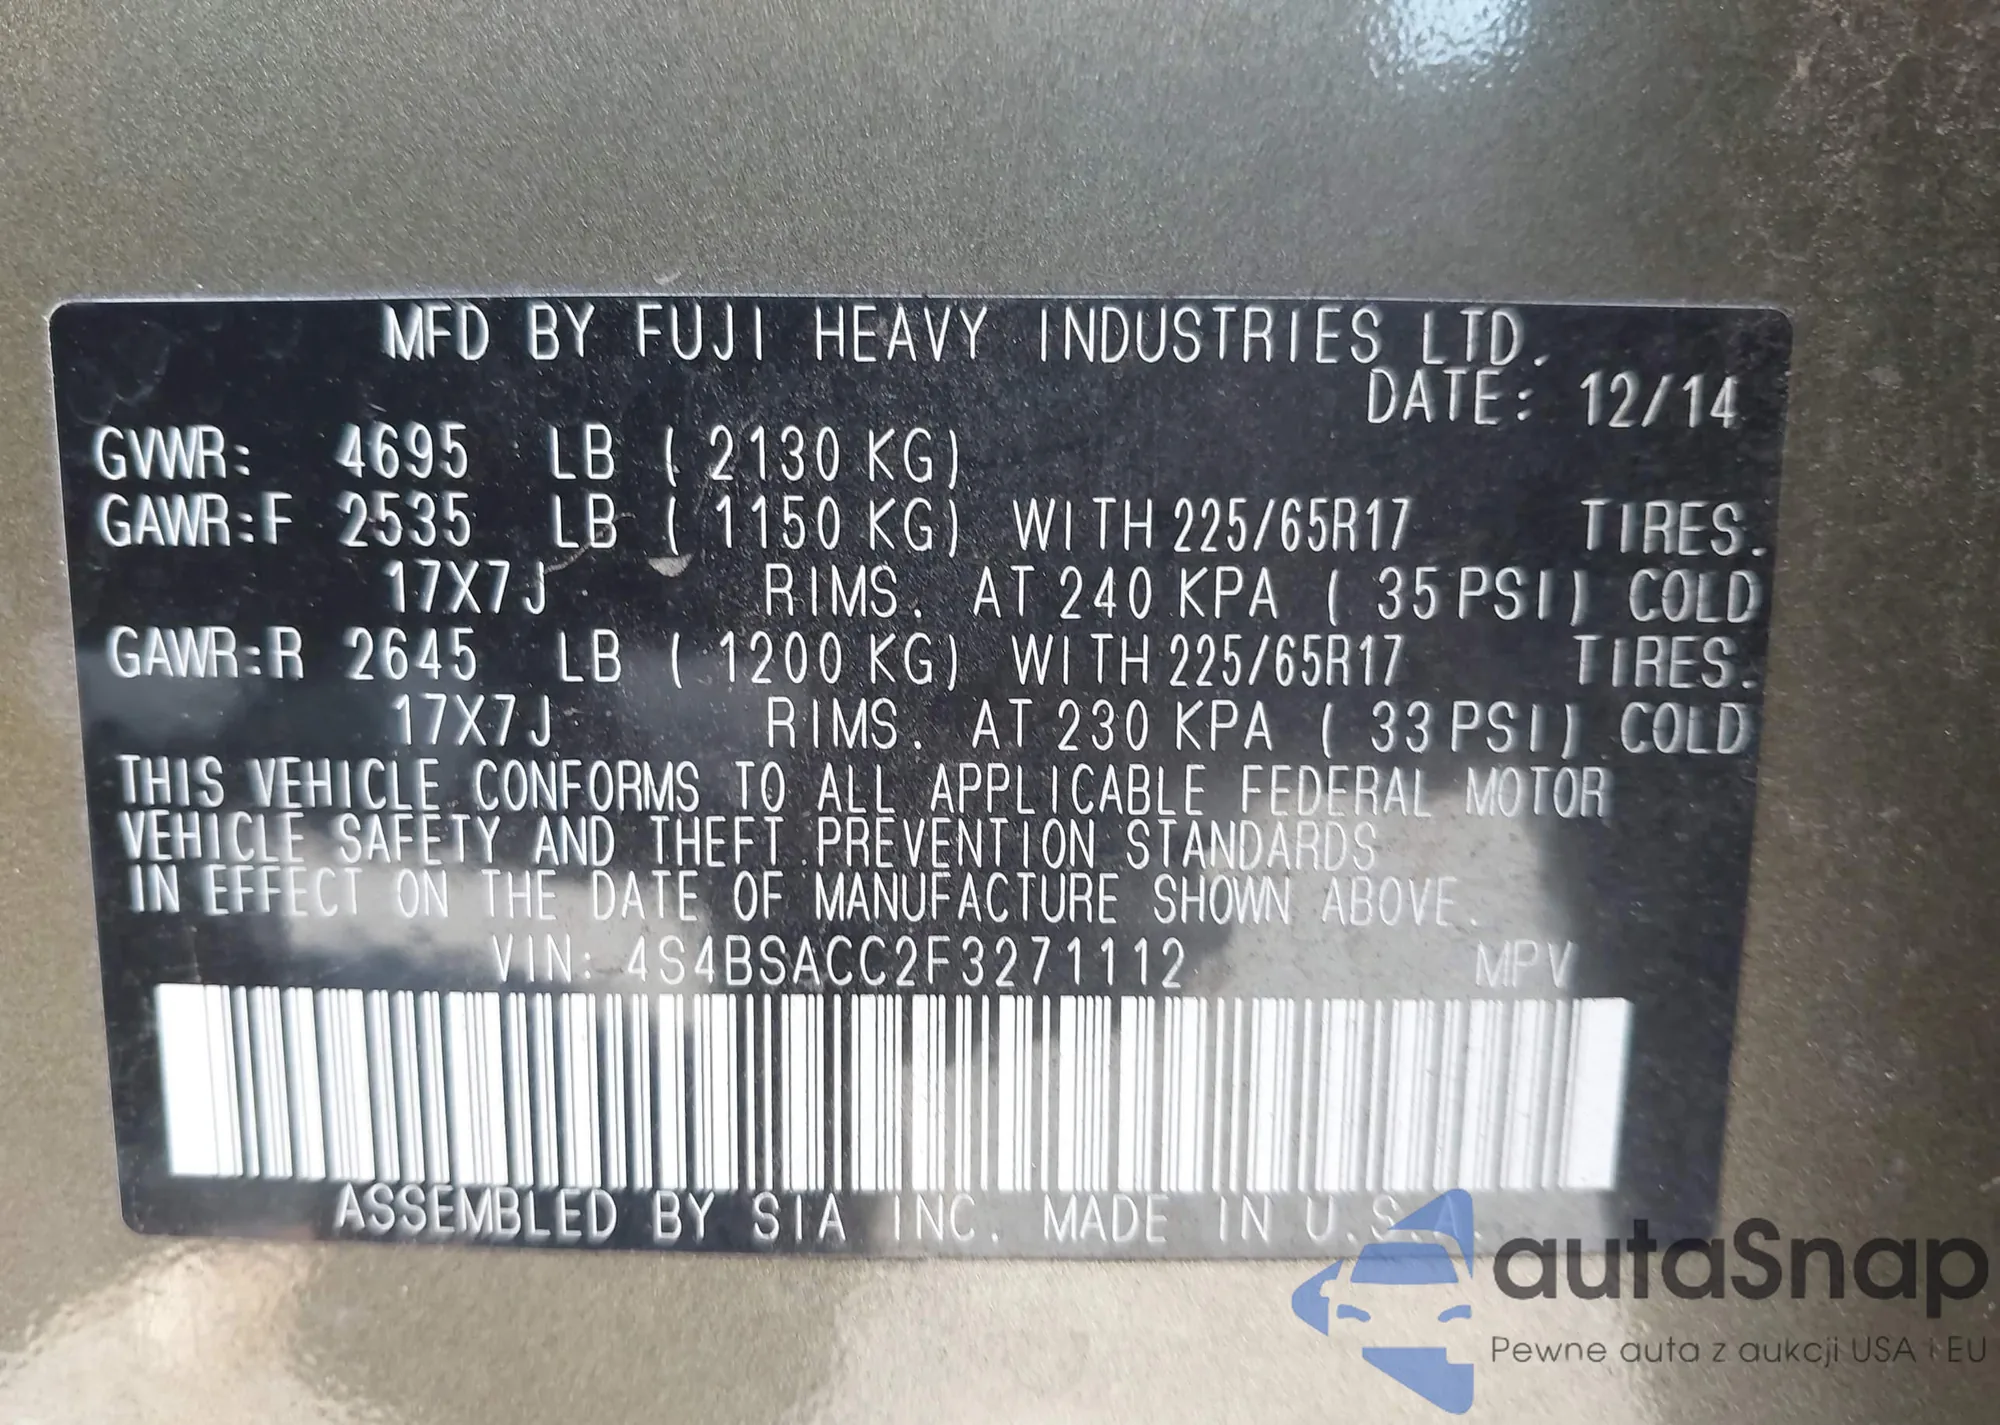 MFD BY FUJI HEAVY INDUSTRIES LTD.
DATE: 12/14
GVWR: 4695 LB ( 2130 KG)
GAWR:F 2535 LB ( 1150 KG) WITH 225/65R17 TIRES.
17X7J RIMS. AT 240 KPA ( 35 PSI) COLD
GAWR:R 2645 LB ( 1200 KG) WITH 225/65R17 TIRES.
17X7J RIMS. AT 230 KPA ( 33 PSI) COLD
THIS VEHICLE CONFORMS TO ALL APPLICABLE FEDERAL MOTOR
VEHICLE SAFETY AND THEFT PREVENTION STANDARDS
IN EFFECT ON THE DATE OF MANUFACTURE SHOWN ABOVE.
VIN: 4S4BSACC2F3271112 MPV
ASSEMBLED BY SIA INC. MADE IN U.S.A.
autaSnap
Pewne auta z aukcji USA i EU